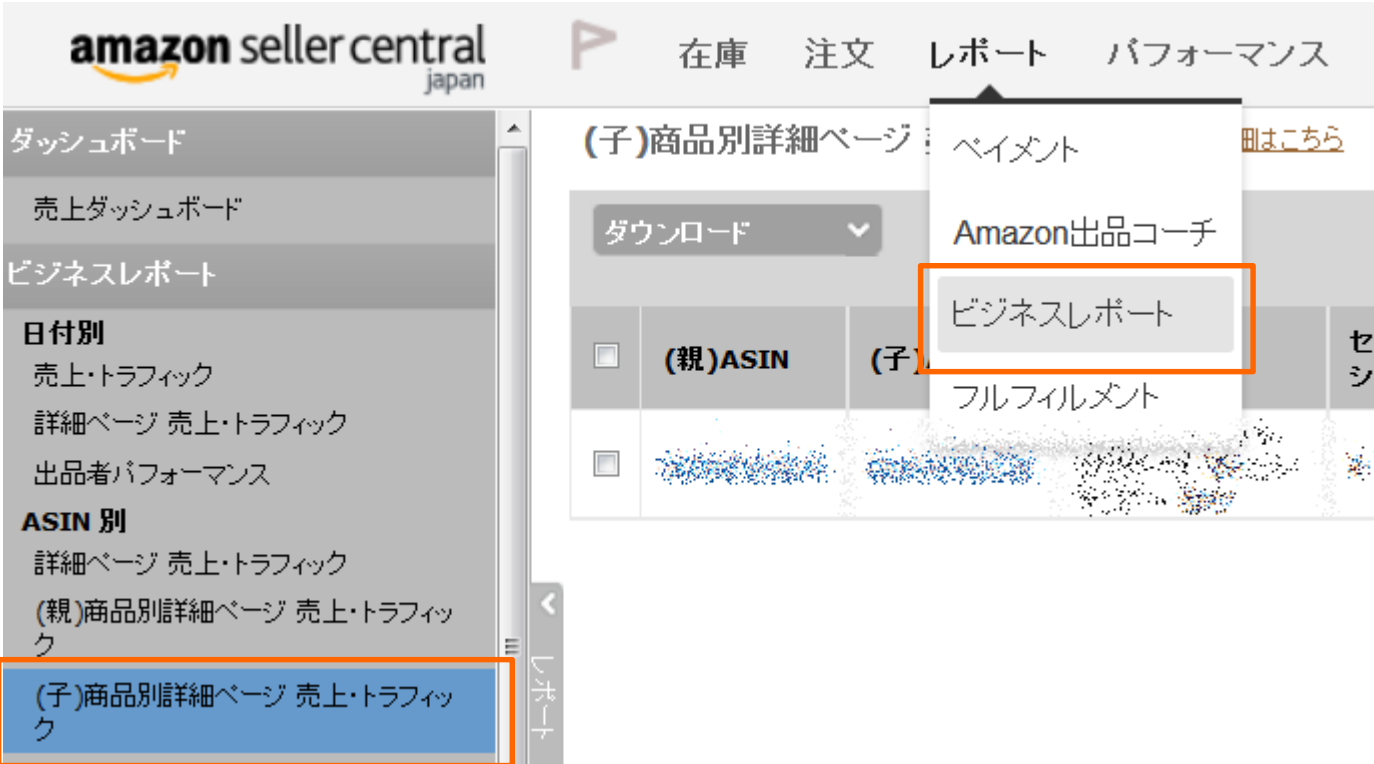 amazon seller central
japan
在庫 注文 レポート パフォーマンス
ダッシュボード
売上ダッシュボード
ビジネスレポート
日付別
売上・トラフィック
詳細ページ 売上・トラフィック
出品者パフォーマンス
ASIN 別
詳細ページ 売上・トラフィック
(親)商品別詳細ページ 売上・トラフィッ
ク
(子)商品別詳細ページ 売上・トラフィッ
ク
レポート
(子)商品別詳細ページ
はこちら
ダウンロード
(親)ASIN
(子)
セ
シ
ペイメント
Amazon出品コーチ
ビジネスレポート
フルフィルメント